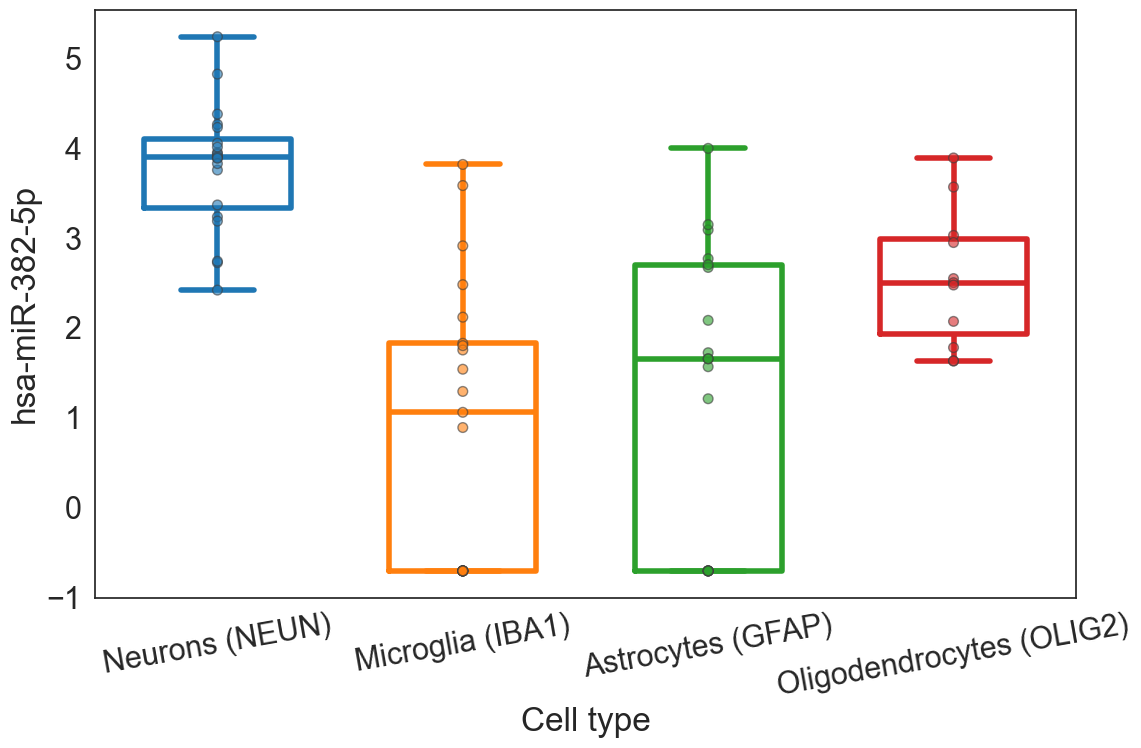 hsa-miR-382-5p
5
4
3
2
1
0
−1
Neurons (NEUN)
Microglia (IBA1)
Astrocytes (GFAP)
Oligodendrocytes (OLIG2)
Cell type